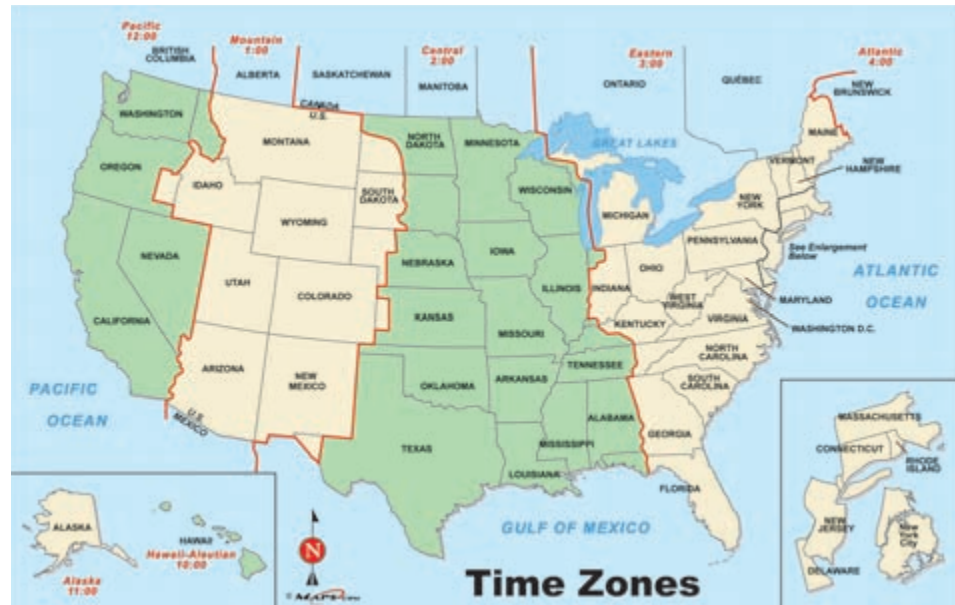 Pacific
12:00
BRITISH
COLUMBIA
Mountain
1:00
ALBERTA
SASKATCHEWAN
Central
2:00
MANITOBA
Eastern
3:00
ONTARIO
QUÉBEC
Atlantic
4:00
NEW
BRUNSWICK
CANADA
U.S.
WASHINGTON
OREGON
IDAHO
MONTANA
NORTH
DAKOTA
MINNESOTA
GREAT LAKES
MAINE
VERMONT
NEW
HAMPSHIRE
SOUTH
DAKOTA
WISCONSIN
MICHIGAN
NEW
YORK
WYOMING
NEVADA
UTAH
COLORADO
NEBRASKA
IOWA
ILLINOIS
INDIANA
OHIO
PENNSYLVANIA
See Enlargement
Below
ATLANTIC
OCEAN
CALIFORNIA
KANSAS
MISSOURI
KENTUCKY
WEST
VIRGINIA
VIRGINIA
MARYLAND
WASHINGTON D.C.
ARIZONA
NEW
MEXICO
OKLAHOMA
ARKANSAS
TENNESSEE
NORTH
CAROLINA
SOUTH
CAROLINA
PACIFIC
OCEAN
U.S.
MEXICO
TEXAS
LOUISIANA
MISSISSIPPI
ALABAMA
GEORGIA
FLORIDA
GULF OF MEXICO
ALASKA
Alaska
11:00
HAWAII
Hawaii-Aleutian
10:00
N
© MAPS.com
Time Zones
MASSACHUSETTS
CONNECTICUT
RHODE
ISLAND
NEW
JERSEY
New
York
City
DELAWARE